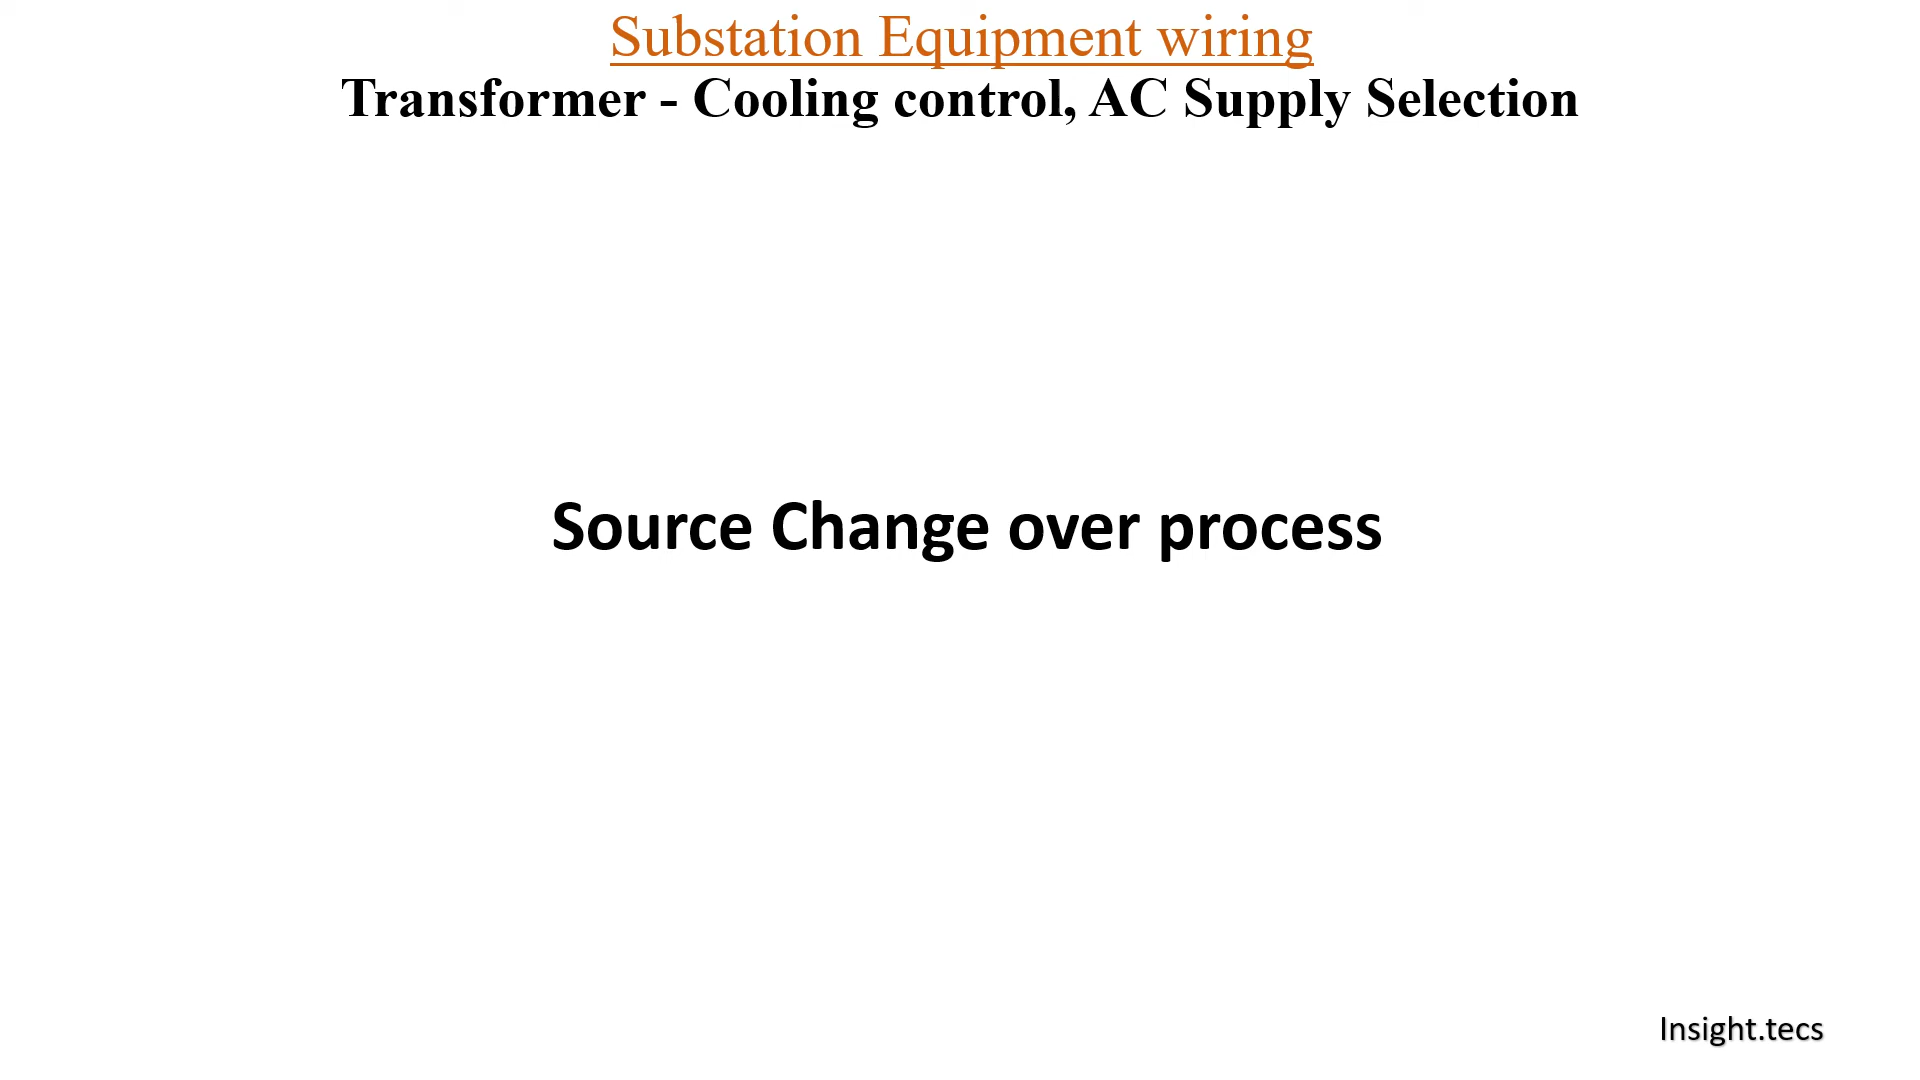 Substation Equipment wiring
Transformer - Cooling control, AC Supply Selection
Source Change over process
Insight.tecs